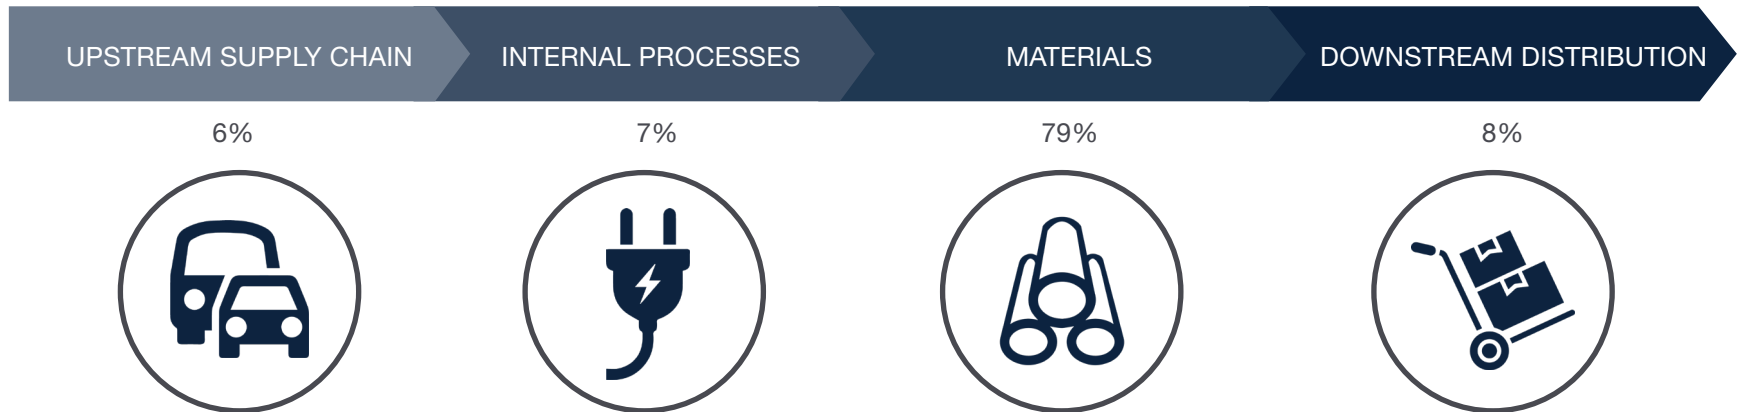 UPSTREAM SUPPLY CHAIN
INTERNAL PROCESSES
MATERIALS
DOWNSTREAM DISTRIBUTION
6%
7%
79%
8%